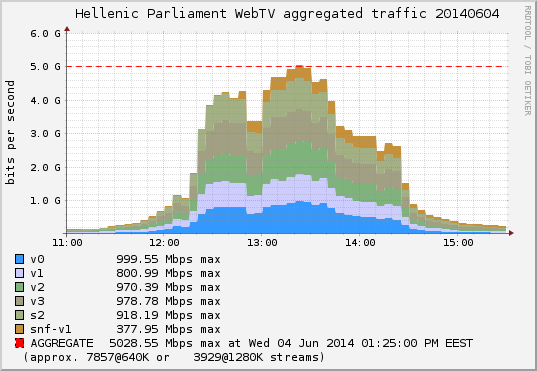 Hellenic Parliament WebTV aggregated traffic 20140604
RRDTOOL / TOBI OETIKER
bits per second
6.0 G
5.0 G
4.0 G
3.0 G
2.0 G
1.0 G
11:00 12:00 13:00 14:00 15:00
v0 999.55 Mbps max
v1 800.99 Mbps max
v2 970.39 Mbps max
v3 978.78 Mbps max
s2 918.19 Mbps max
snf-v1 377.95 Mbps max
AGGREGATE 5028.55 Mbps max at Wed 04 Jun 2014 01:25:00 PM EEST
(approx. 7857@640K or 3929@1280K streams)